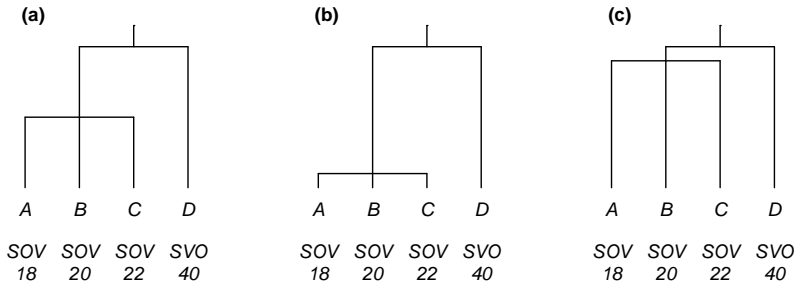 (a) (b) (c)
A B C D A B C D A B C D
SOV SOV SOV SVO SOV SOV SOV SVO SOV SOV SOV SVO
18 20 22 40 18 20 22 40 18 20 22 40